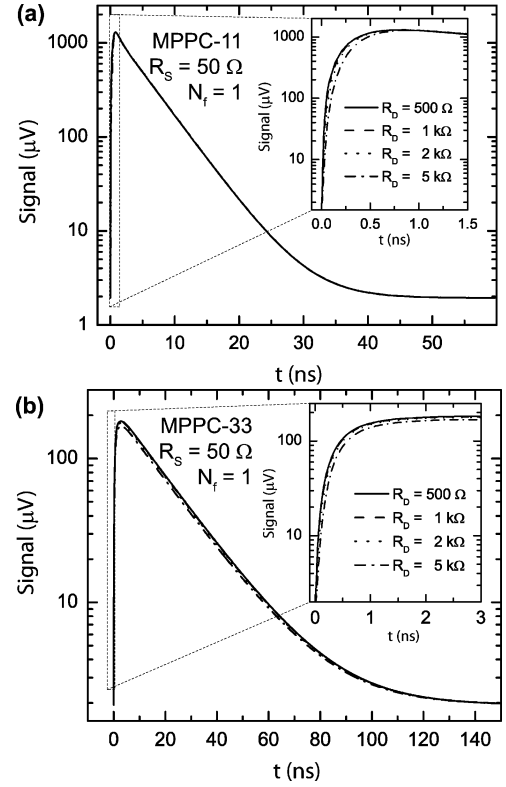 (a)
MPPC-11
R_S = 50 Ω
N_f = 1
Signal (μV)
1000
100
10
1
0 10 20 30 40 50
t (ns)
Signal (μV)
1000
100
10
R_D = 500 Ω
R_D = 1 kΩ
R_D = 2 kΩ
R_D = 5 kΩ
0.0 0.5 1.0 1.5
t (ns)
(b)
MPPC-33
R_S = 50 Ω
N_f = 1
Signal (μV)
100
10
0 20 40 60 80 100 120 140
t (ns)
Signal (μV)
100
10
R_D = 500 Ω
R_D = 1 kΩ
R_D = 2 kΩ
R_D = 5 kΩ
0 1 2 3
t (ns)